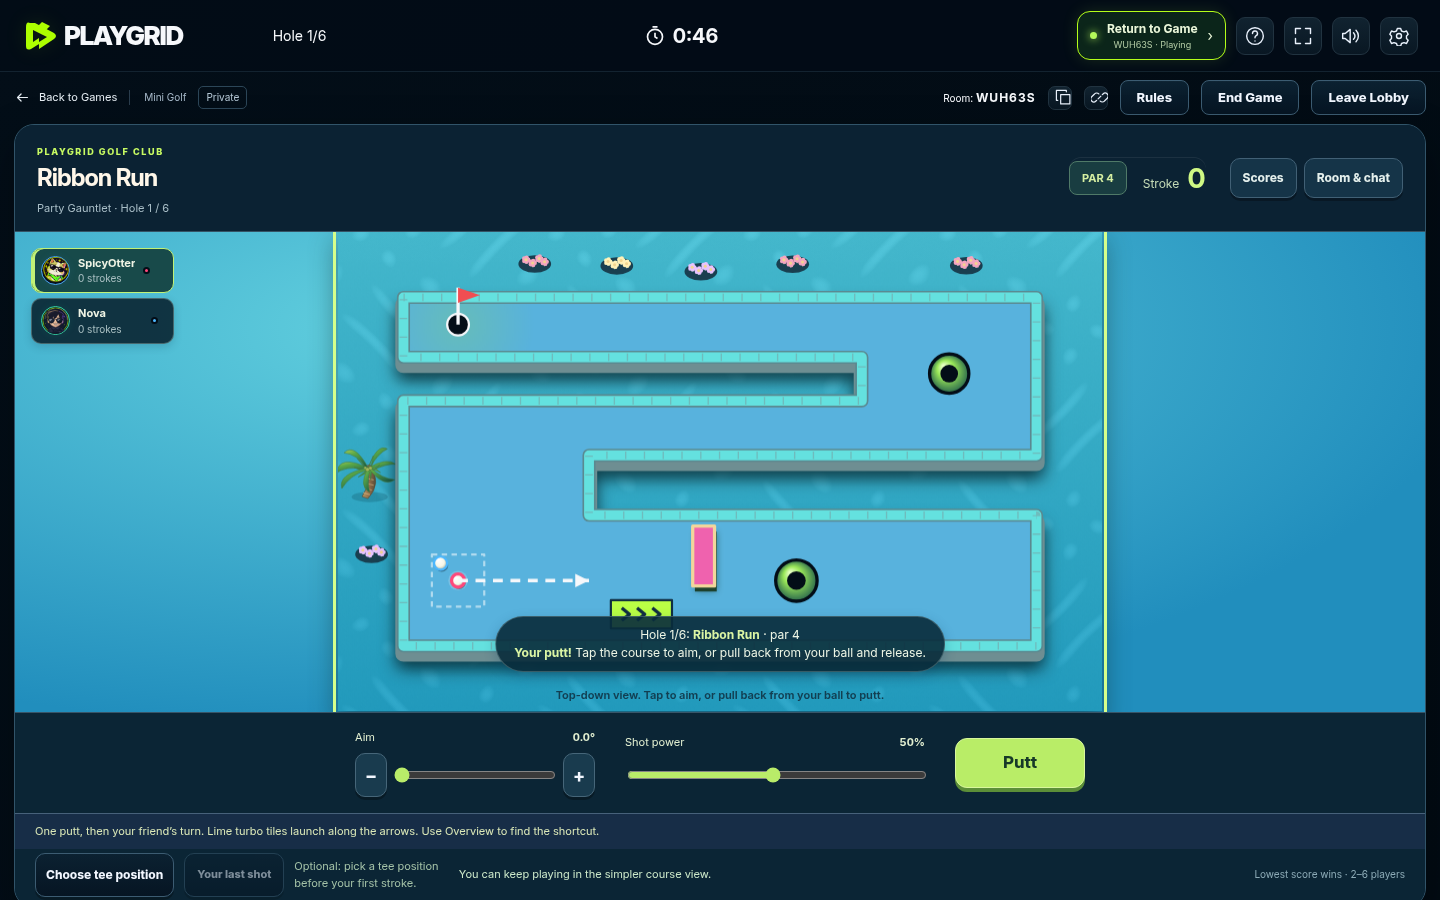 PLAYGRID
Hole 1/6
0:46
Return to Game
WUH63S · Playing
Back to Games
Mini Golf
Private
Room: WUH63S
Rules
End Game
Leave Lobby
PLAYGRID GOLF CLUB
Ribbon Run
Party Gauntlet · Hole 1 / 6
PAR 4
Stroke 0
Scores
Room & chat
SpicyOtter
0 strokes
Nova
0 strokes
Hole 1/6: Ribbon Run · par 4
Your putt! Tap the course to aim, or pull back from your ball and release.
Top-down view. Tap to aim, or pull back from your ball to putt.
Aim
0.0°
Shot power
50%
Putt
One putt, then your friend’s turn. Lime turbo tiles launch along the arrows. Use Overview to find the shortcut.
Choose tee position
Your last shot
Optional: pick a tee position
before your first stroke.
You can keep playing in the simpler course view.
Lowest score wins · 2–6 players